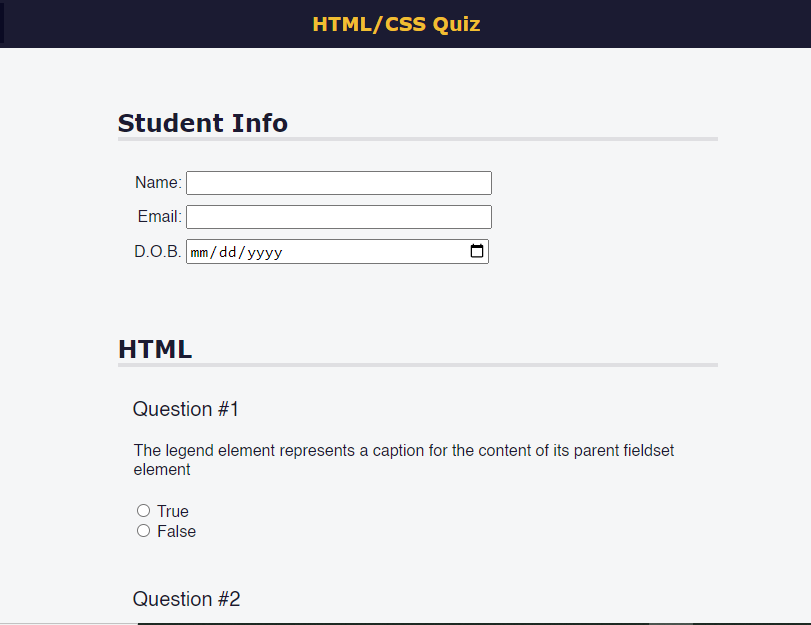 HTML/CSS Quiz
Student Info
Name:
Email:
D.O.B. mm/dd/yyyy
HTML
Question #1
The legend element represents a caption for the content of its parent fieldset
element
True
False
Question #2